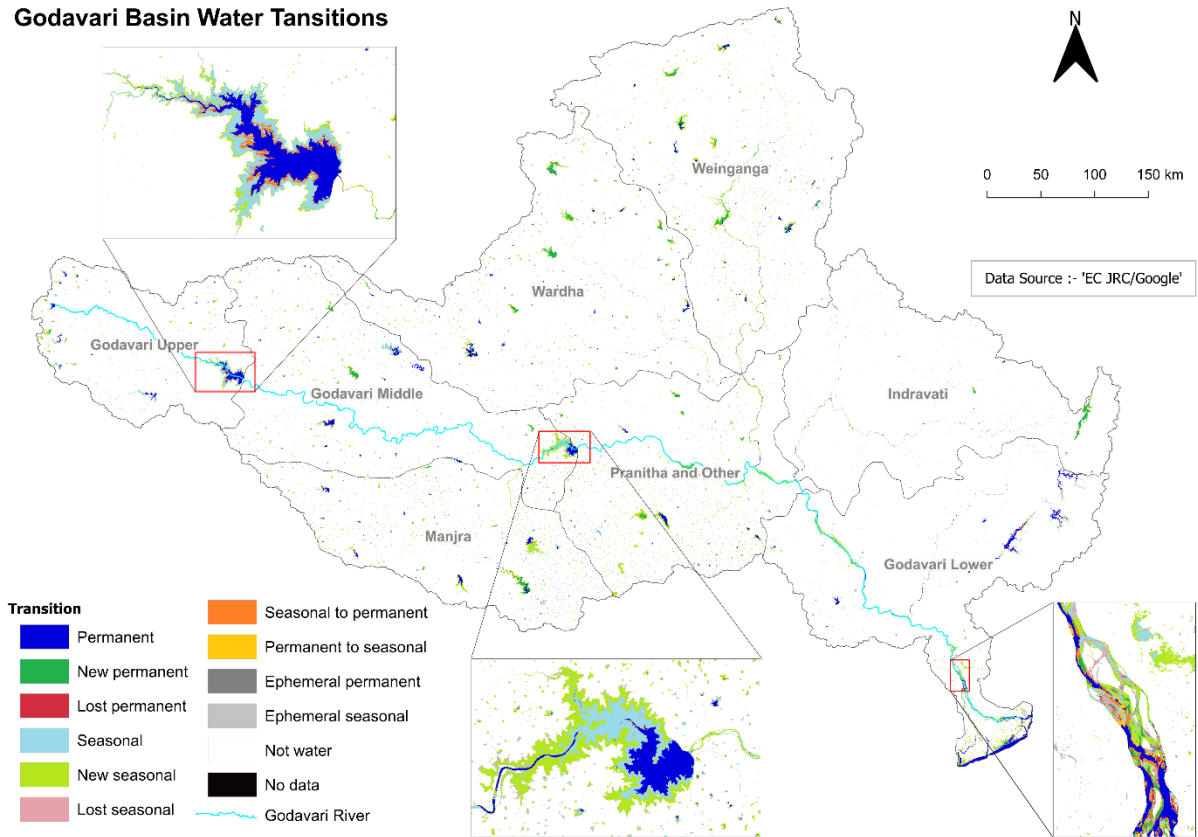 Godavari Basin Water Tansitions
N
0 50 100 150 km
Data Source :- 'EC JRC/Google'
Weinganga
Wardha
Godavari Upper
Godavari Middle
Indravati
Pranitha and Other
Manjra
Godavari Lower
Transition
Permanent
New permanent
Lost permanent
Seasonal
New seasonal
Lost seasonal
Seasonal to permanent
Permanent to seasonal
Ephemeral permanent
Ephemeral seasonal
Not water
No data
Godavari River